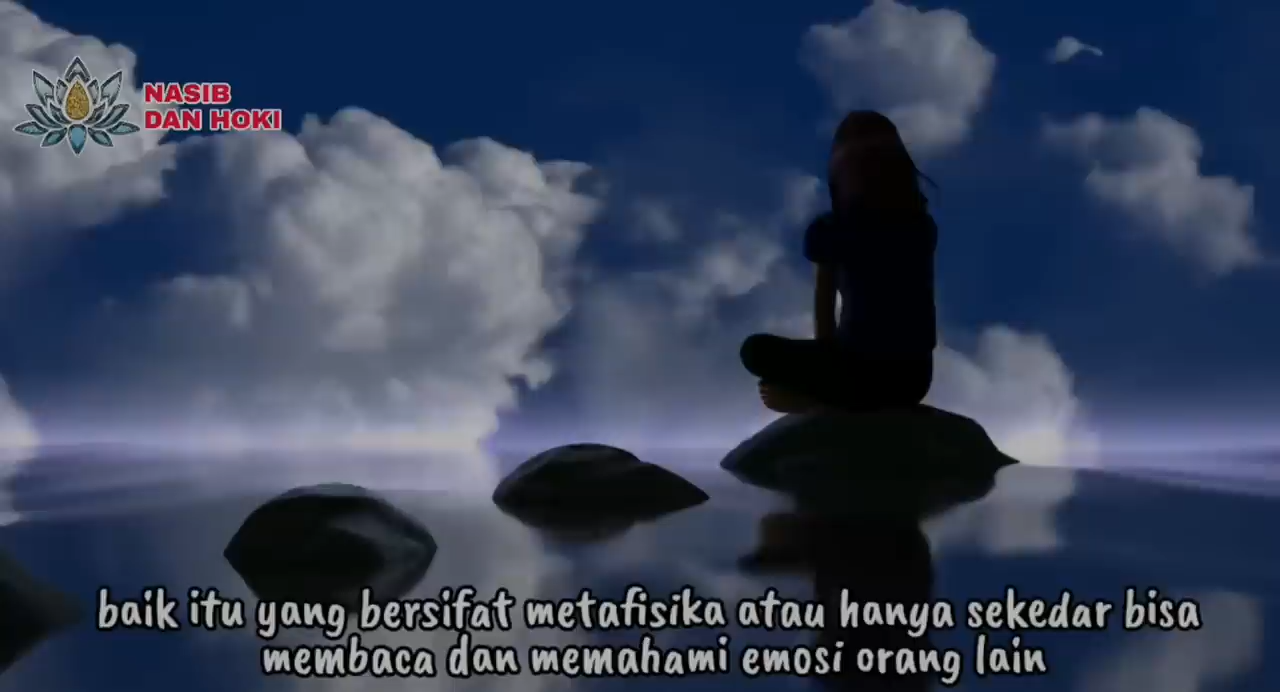 NASIB
DAN HOKI
baik itu yang bersifat metafisika atau hanya sekedar bisa
membaca dan memahami emosi orang lain